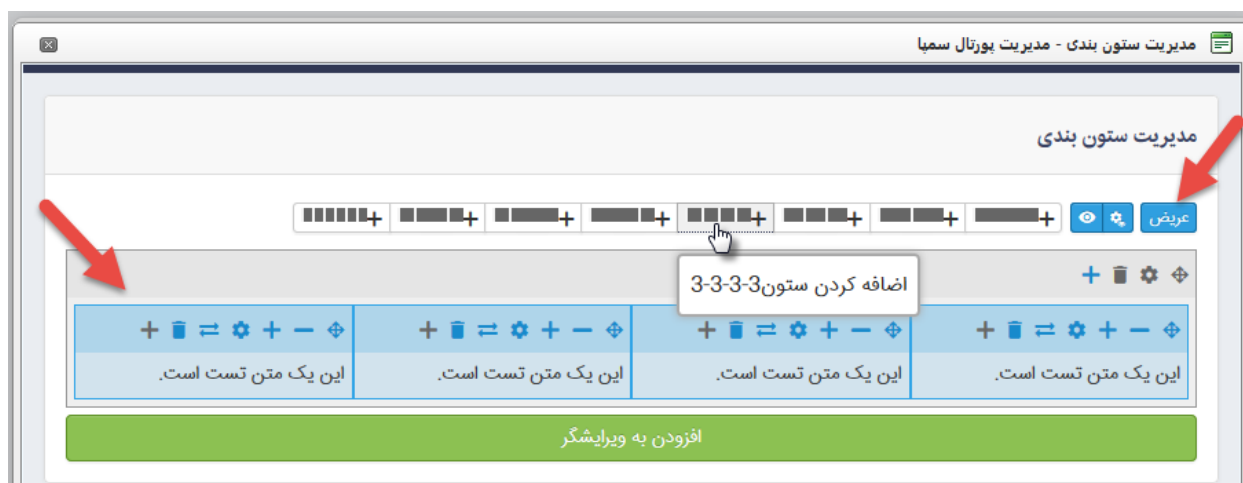 مدیریت ستون بندی - مدیریت پورتال سمپا
مدیریت ستون بندی
عریض
اضافه کردن ستون3-3-3-3
این یک متن تست است.
این یک متن تست است.
این یک متن تست است.
این یک متن تست است.
افزودن به ویرایشگر